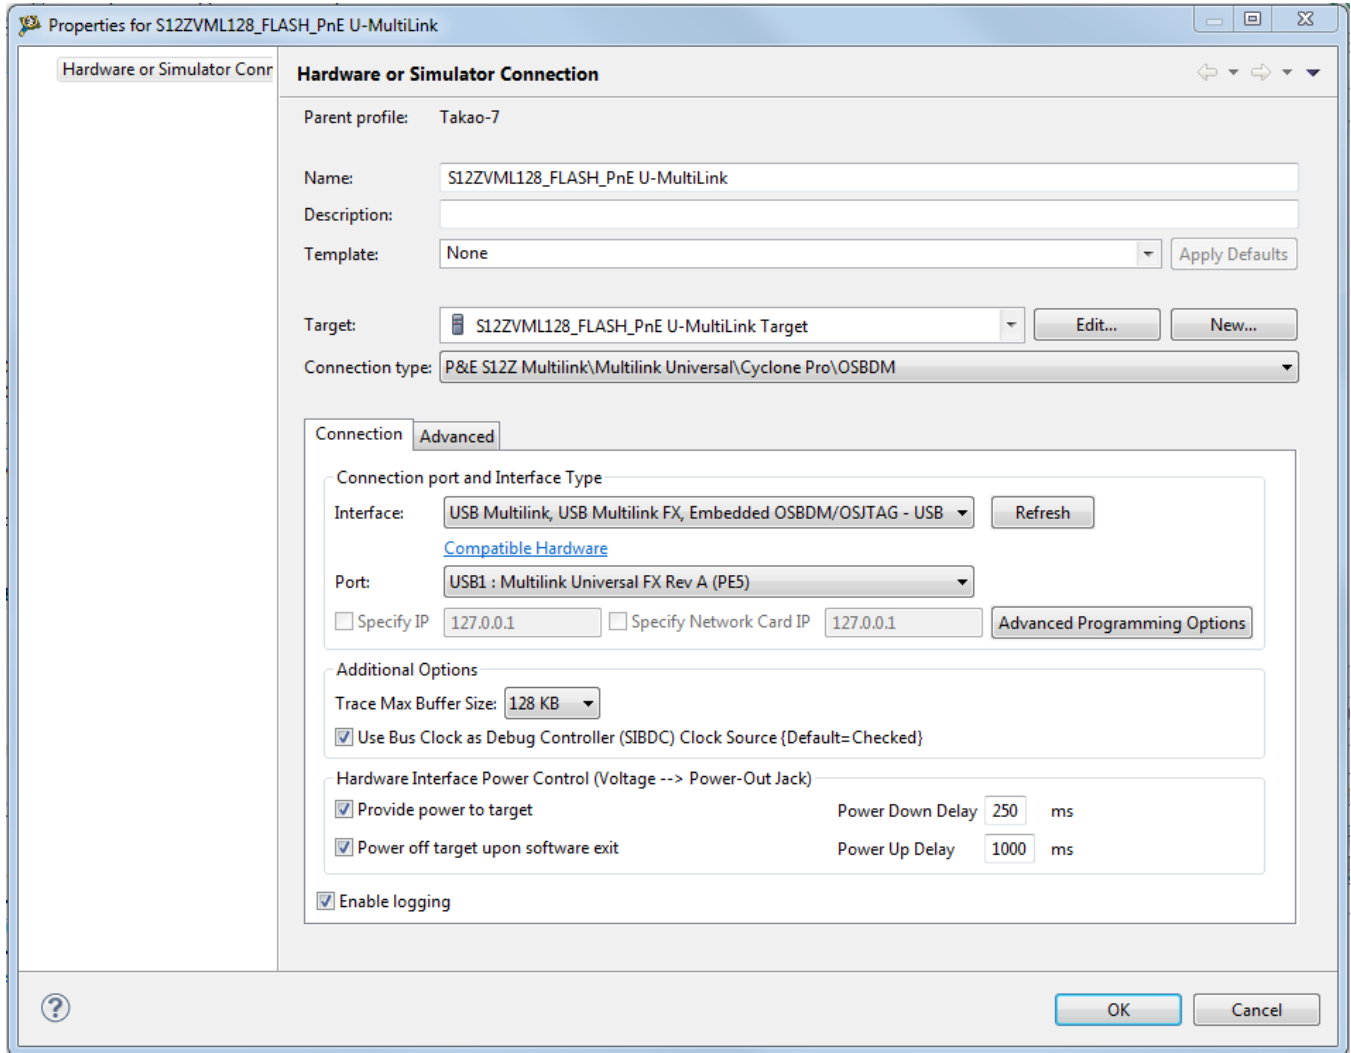 Properties for S12ZVML128_FLASH_PnE U-MultiLink
Hardware or Simulator Conr
Hardware or Simulator Connection
Parent profile: Takao-7
Name: S12ZVML128_FLASH_PnE U-MultiLink
Description:
Template: None Apply Defaults
Target: S12ZVML128_FLASH_PnE U-MultiLink Target Edit... New...
Connection type: P&E S12Z Multilink\Multilink Universal\Cyclone Pro\OSBDM
Connection Advanced
Connection port and Interface Type
Interface: USB Multilink, USB Multilink FX, Embedded OSBDM/OSJTAG - USB Refresh
Compatible Hardware
Port: USB1 : Multilink Universal FX Rev A (PE5)
Specify IP 127.0.0.1 Specify Network Card IP 127.0.0.1 Advanced Programming Options
Additional Options
Trace Max Buffer Size: 128 KB
Use Bus Clock as Debug Controller (SIBDC) Clock Source {Default=Checked}
Hardware Interface Power Control (Voltage --> Power-Out Jack)
Provide power to target Power Down Delay 250 ms
Power off target upon software exit Power Up Delay 1000 ms
Enable logging
? OK Cancel